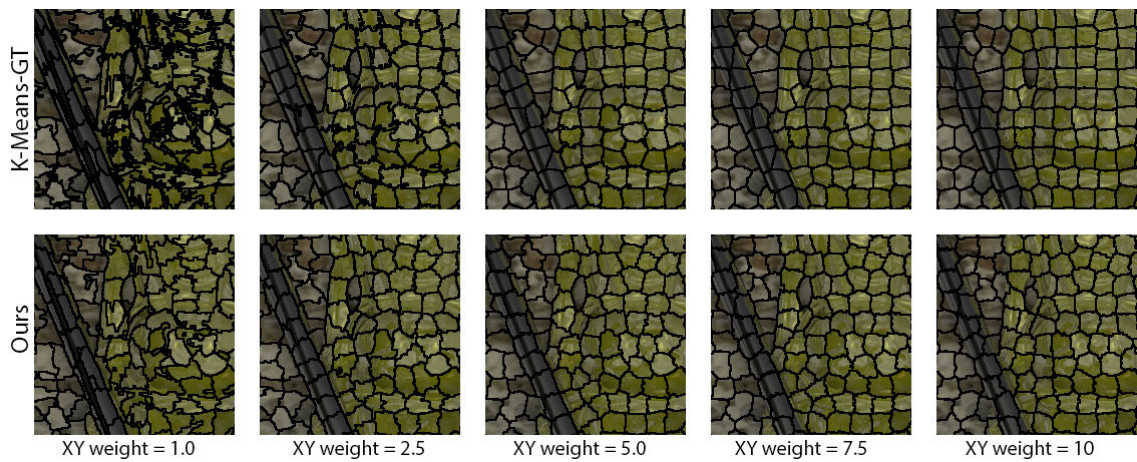 K-Means-GT
Ours
XY weight = 1.0
XY weight = 2.5
XY weight = 5.0
XY weight = 7.5
XY weight = 10